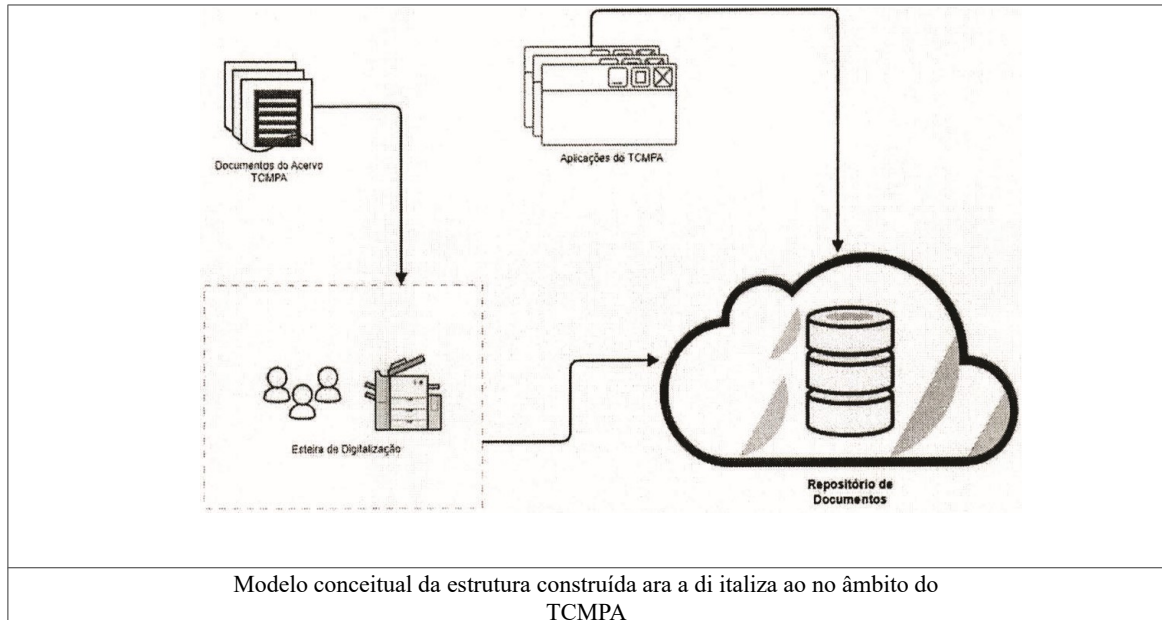 Documentos do Acervo
TCMPA
Aplicações do TCMPA
Esteira de Digitalização
Repositório de
Documentos
Modelo conceitual da estrutura construída ara a di italiza ao no âmbito do
TCMPA